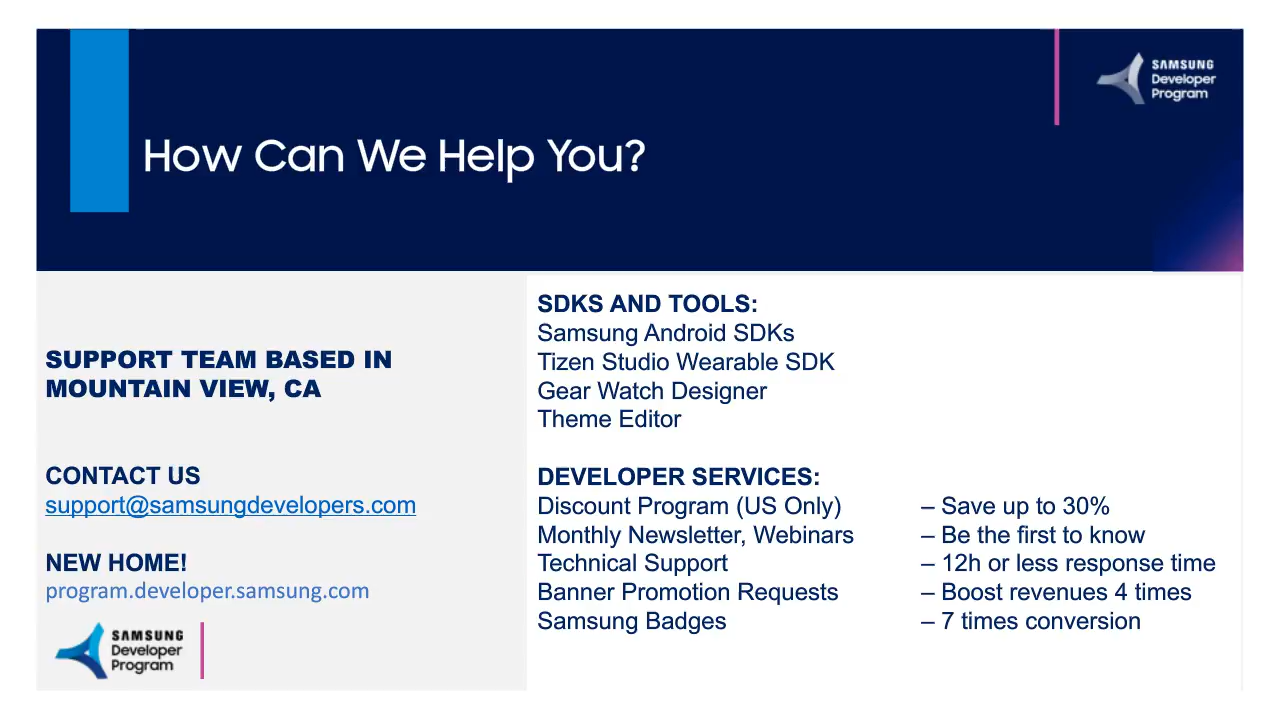 SAMSUNG
Developer
Program
How Can We Help You?
SUPPORT TEAM BASED IN
MOUNTAIN VIEW, CA
CONTACT US
support@samsungdevelopers.com
NEW HOME!
program.developer.samsung.com
SAMSUNG
Developer
Program
SDKS AND TOOLS:
Samsung Android SDKs
Tizen Studio Wearable SDK
Gear Watch Designer
Theme Editor
DEVELOPER SERVICES:
Discount Program (US Only) – Save up to 30%
Monthly Newsletter, Webinars – Be the first to know
Technical Support – 12h or less response time
Banner Promotion Requests – Boost revenues 4 times
Samsung Badges – 7 times conversion